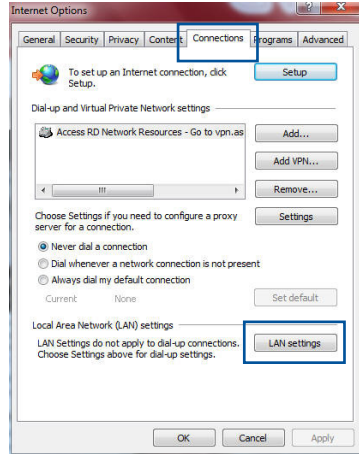 Internet Options
General Security Privacy Content Connections Programs Advanced
To set up an Internet connection, click
Setup.
Setup
Dial-up and Virtual Private Network settings
Access RD Network Resources - Go to vpn.as
Add...
Add VPN...
Remove...
Choose Settings if you need to configure a proxy
server for a connection.
Settings
Never dial a connection
Dial whenever a network connection is not present
Always dial my default connection
Current None
Set default
Local Area Network (LAN) settings
LAN Settings do not apply to dial-up connections.
Choose Settings above for dial-up settings.
LAN settings
OK Cancel Apply